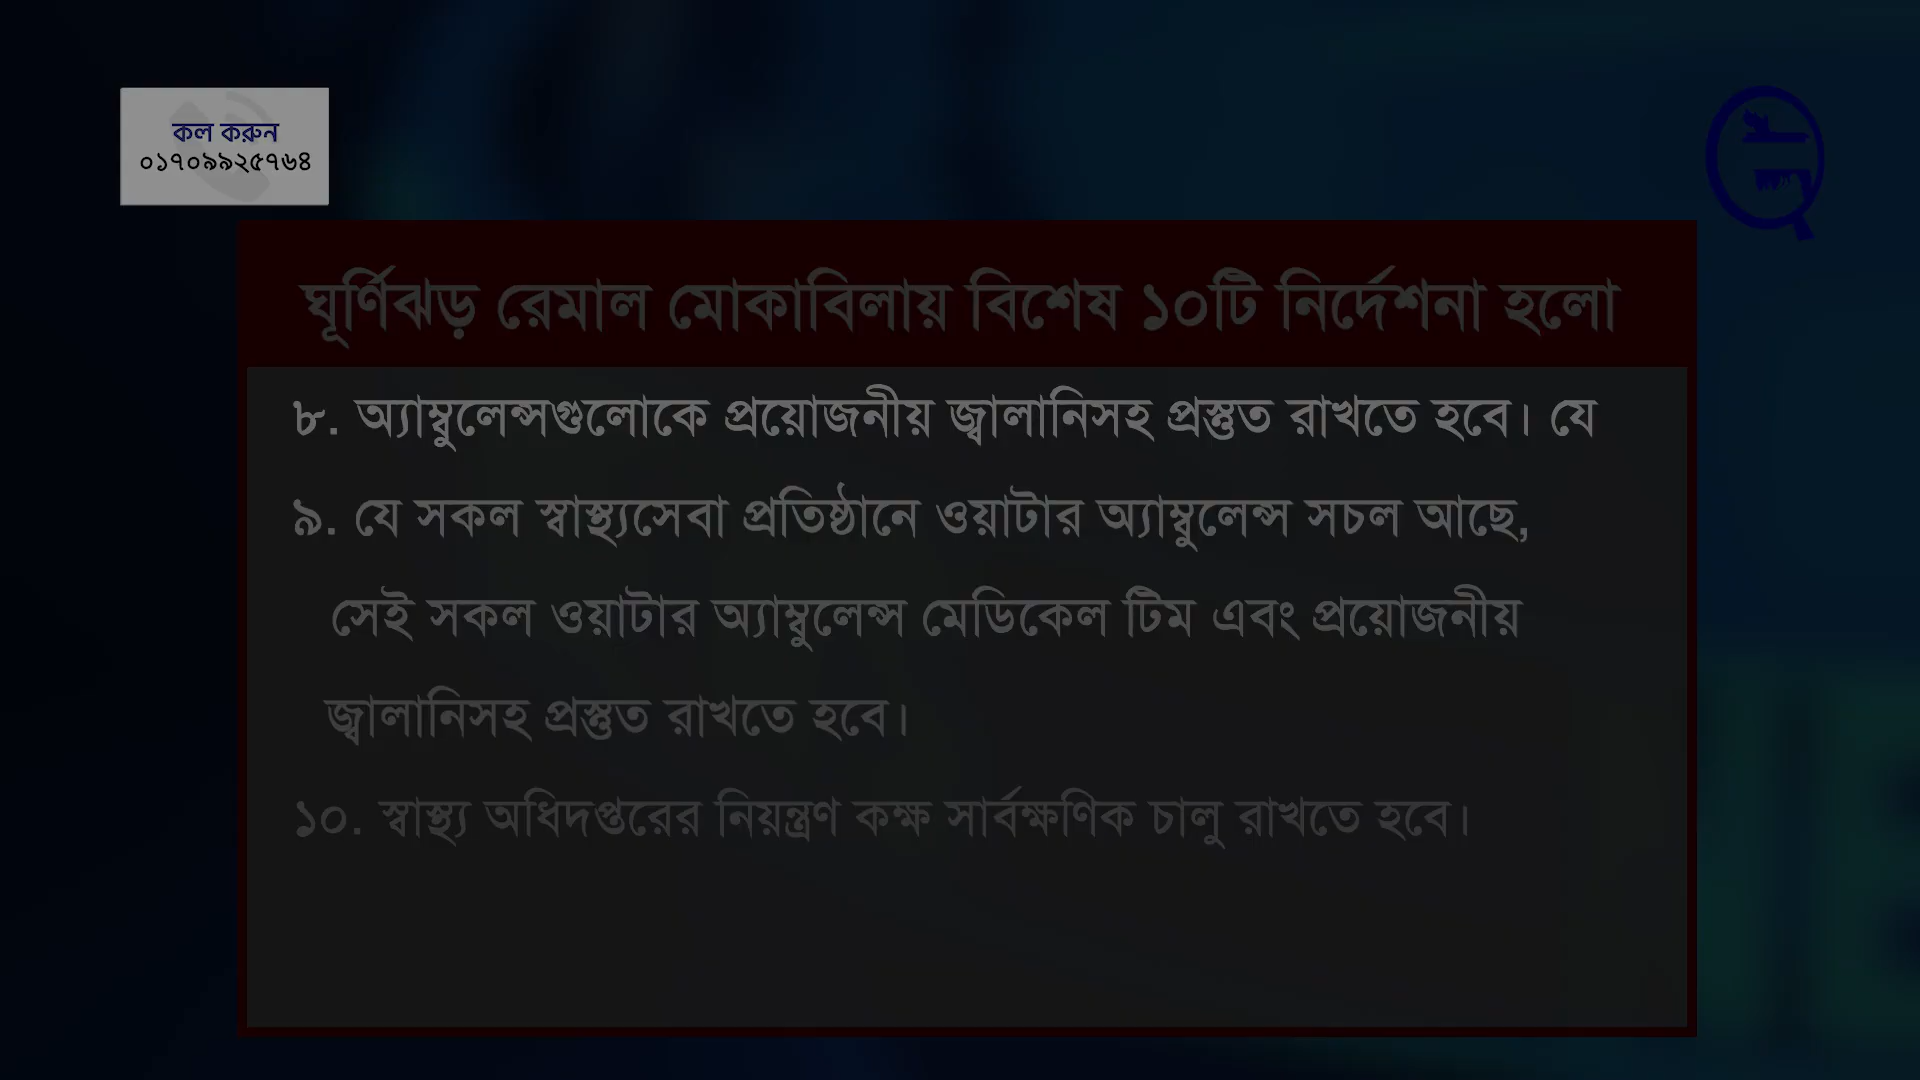 কল করুন
০১৭০৯৯২৫৭৬৪
ঘূর্ণিঝড় রেমাল মোকাবিলায় বিশেষ ১০টি নির্দেশনা হলো
৮. অ্যাম্বুলেন্সগুলোকে প্রয়োজনীয় জ্বালানিসহ প্রস্তুত রাখতে হবে। যে
৯. যে সকল স্বাস্থ্যসেবা প্রতিষ্ঠানে ওয়াটার অ্যাম্বুলেন্স সচল আছে,
সেই সকল ওয়াটার অ্যাম্বুলেন্স মেডিকেল টিম এবং প্রয়োজনীয়
জ্বালানিসহ প্রস্তুত রাখতে হবে।
১০. স্বাস্থ্য অধিদপ্তরের নিয়ন্ত্রণ কক্ষ সার্বক্ষণিক চালু রাখতে হবে।